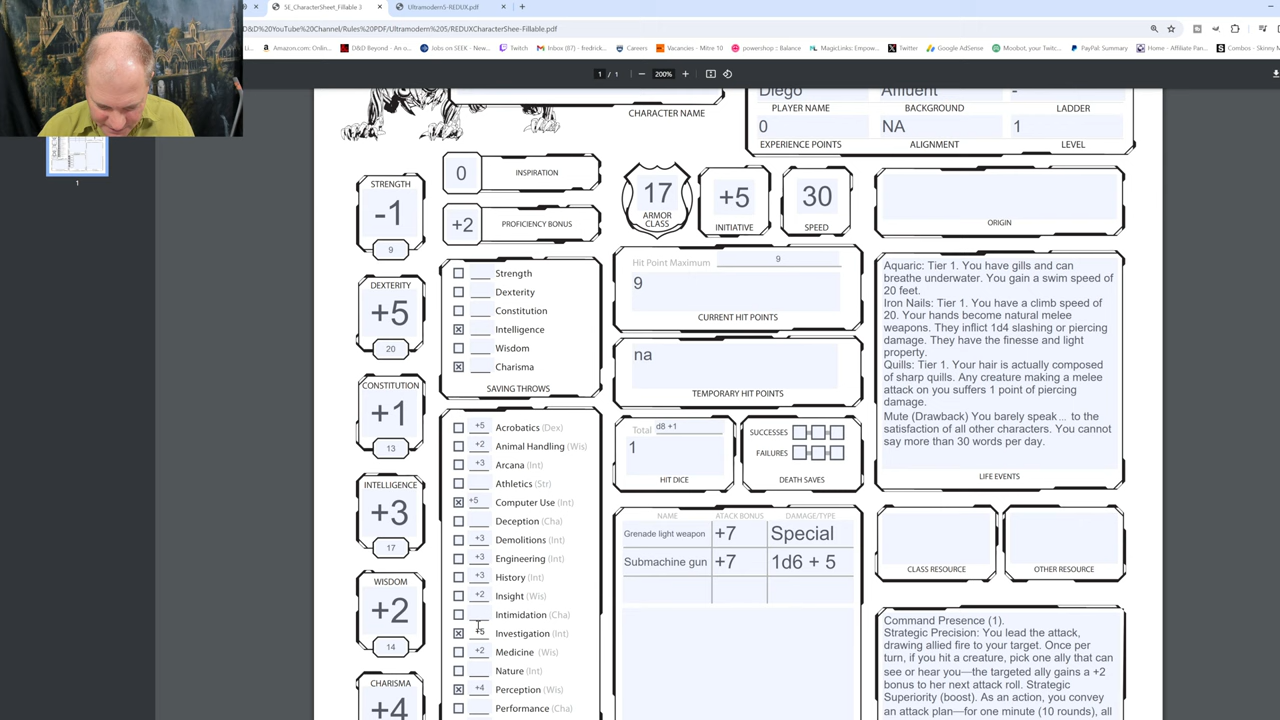 5E_CharacterSheet_Fillable 3
Ultramodern5-REDUX.pdf
D&D%20YouTube%20Channel/Rules%20PDF/Ultramodern%205/REDUXCharacterShee-Fillable.pdf
Amazon.com: Onlin...
D&D Beyond - An o...
Jobs on SEEK - New...
Twitch
Inbox (87) - fredrick...
Careers
Vacancies - Mitre 10
powershop :: Balance
MagicLinks: Empow...
Twitter
Google AdSense
Moobot, your Twitc...
PayPal: Summary
Home - Affiliate Pan...
Combos - Skinny
1 / 1
200%
1
Diego
Affluent
-
CHARACTER NAME
PLAYER NAME
BACKGROUND
LADDER
0
NA
1
EXPERIENCE POINTS
ALIGNMENT
LEVEL
STRENGTH
-1
9
DEXTERITY
+5
20
CONSTITUTION
+1
13
INTELLIGENCE
+3
17
WISDOM
+2
14
CHARISMA
+4
0
INSPIRATION
+2
PROFICIENCY BONUS
Strength
Dexterity
Constitution
Intelligence
Wisdom
Charisma
SAVING THROWS
+5 Acrobatics (Dex)
+2 Animal Handling (Wis)
+3 Arcana (Int)
Athletics (Str)
+5 Computer Use (Int)
Deception (Cha)
+3 Demolitions (Int)
+3 Engineering (Int)
+3 History (Int)
+2 Insight (Wis)
Intimidation (Cha)
+5 Investigation (Int)
+2 Medicine (Wis)
Nature (Int)
+4 Perception (Wis)
Performance (Cha)
17
ARMOR
CLASS
+5
INITIATIVE
30
SPEED
Hit Point Maximum 9
9
CURRENT HIT POINTS
na
TEMPORARY HIT POINTS
Total d8 +1
1
HIT DICE
SUCCESSES
FAILURES
DEATH SAVES
NAME ATACK BONUS DAMAGE/TYPE
Grenade light weapon +7 Special
Submachine gun +7 1d6 + 5
ORIGIN
Aquaric: Tier 1. You have gills and can
breathe underwater. You gain a swim speed of
20 feet.
Iron Nails: Tier 1. You have a climb speed of
20. Your hands become natural melee
weapons. They inflict 1d4 slashing or piercing
damage. They have the finesse and light
property.
Quills: Tier 1. Your hair is actually composed
of sharp quills. Any creature making a melee
attack on you suffers 1 point of piercing
damage.
Mute (Drawback) You barely speak... to the
satisfaction of all other characters. You cannot
say more than 30 words per day.
LIFE EVENTS
CLASS RESOURCE
OTHER RESOURCE
Command Presence (1).
Strategic Precision: You lead the attack,
drawing allied fire to your target. Once per
turn, if you hit a creature, pick one ally that can
see or hear you—the targeted ally gains a +2
bonus to her next attack roll. Strategic
Superiority (boost). As an action, you convey
an attack plan—for one minute (10 rounds), all